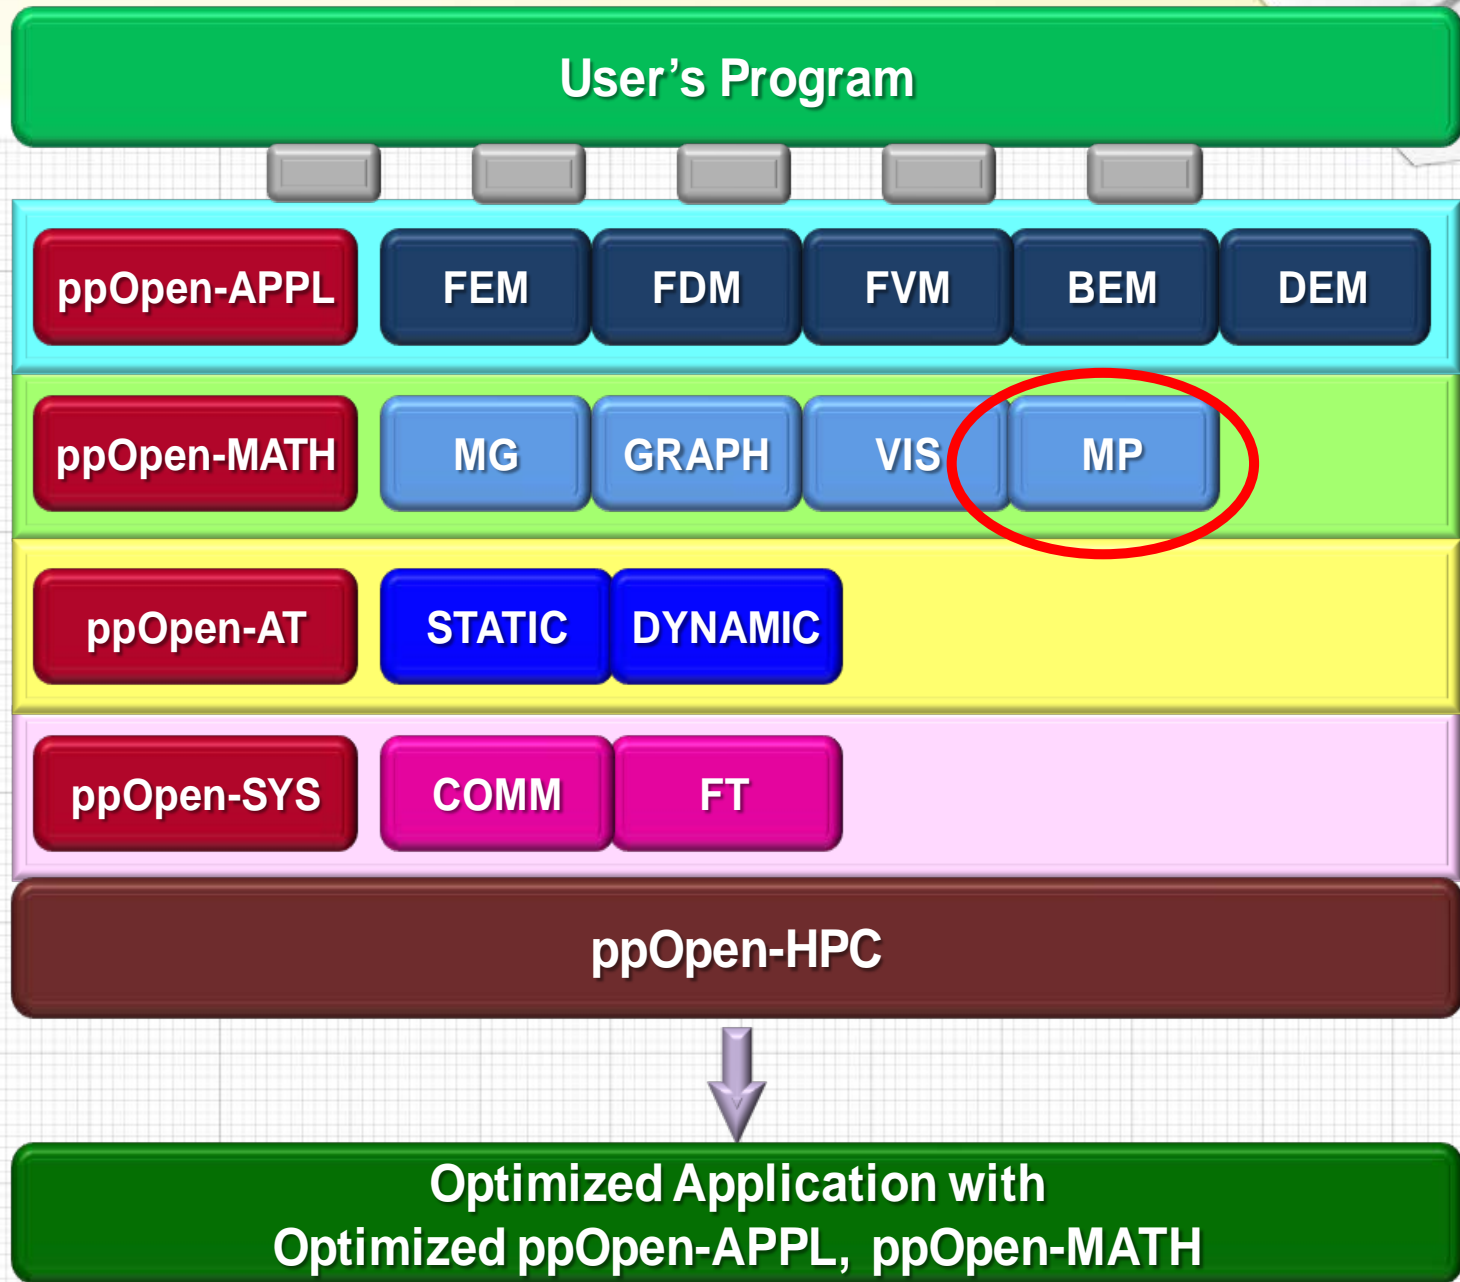 User’s Program
ppOpen-APPL FEM FDM FVM BEM DEM
ppOpen-MATH MG GRAPH VIS MP
ppOpen-AT STATIC DYNAMIC
ppOpen-SYS COMM FT
ppOpen-HPC
Optimized Application with
Optimized ppOpen-APPL, ppOpen-MATH